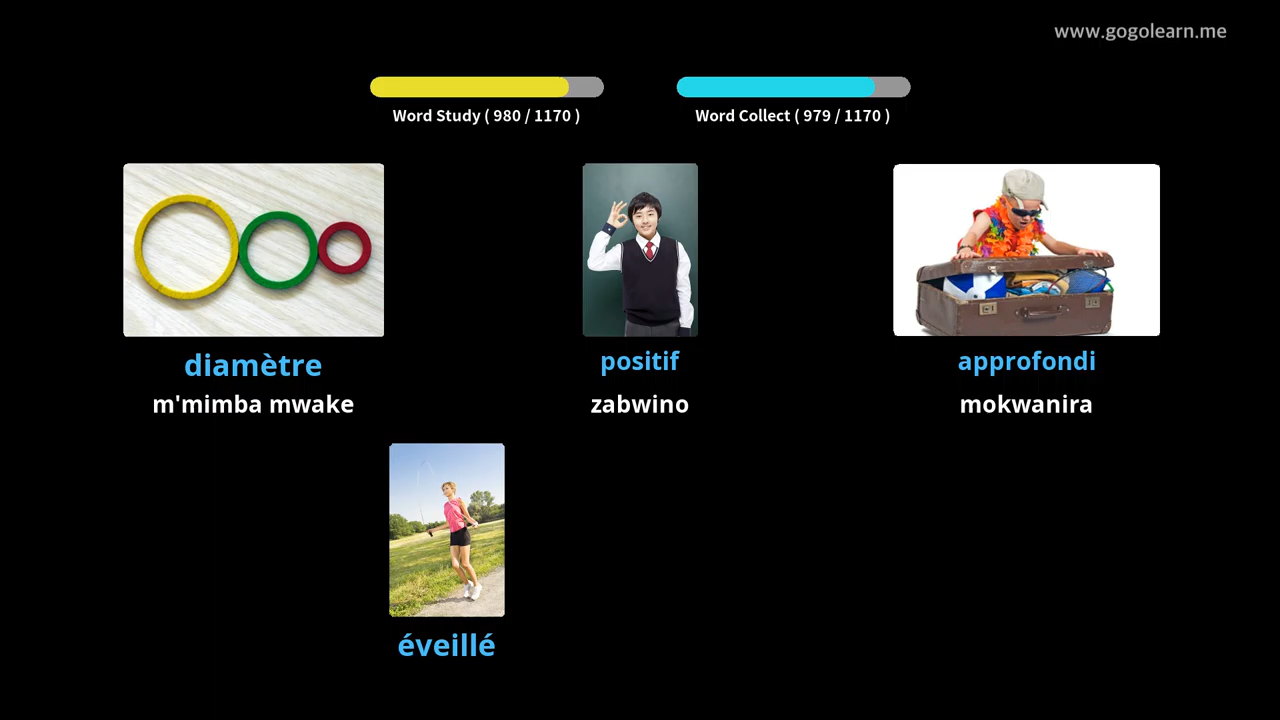 www.gogolearn.me
Word Study ( 980 / 1170 )
Word Collect ( 979 / 1170 )
diamètre
positif
approfondi
m'mimba mwake
zabwino
mokwanira
éveillé